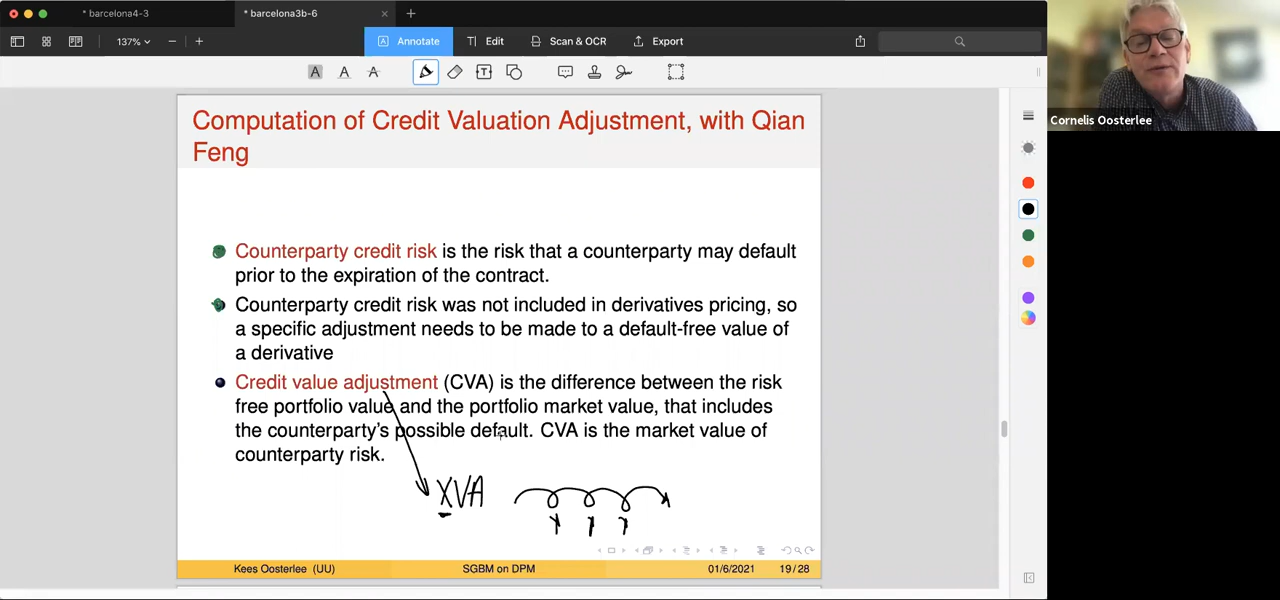 * barcelona4-3
* barcelona3b-6
137%
Annotate
Edit
Scan & OCR
Export
Cornelis Oosterlee
Computation of Credit Valuation Adjustment, with Qian
Feng
Counterparty credit risk is the risk that a counterparty may default
prior to the expiration of the contract.
Counterparty credit risk was not included in derivatives pricing, so
a specific adjustment needs to be made to a default-free value of
a derivative
Credit value adjustment (CVA) is the difference between the risk
free portfolio value and the portfolio market value, that includes
the counterparty's possible default. CVA is the market value of
counterparty risk.
XVA
Kees Oosterlee (UU)
SGBM on DPM
01/6/2021
19/28